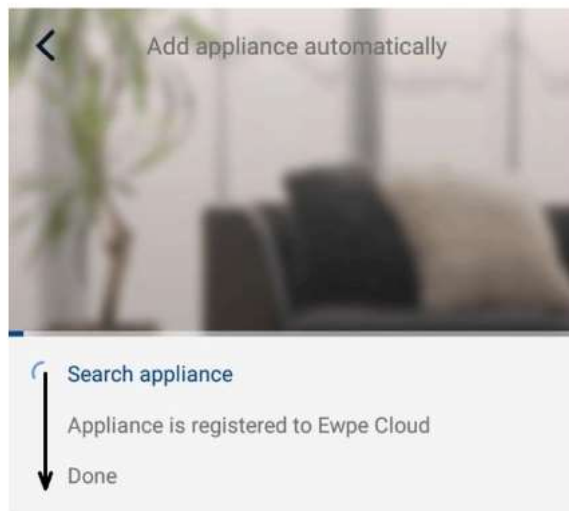 Add appliance automatically
Search appliance
Appliance is registered to Ewpe Cloud
Done